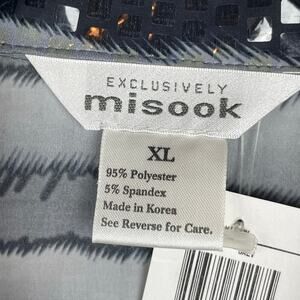 EXCLUSIVELY
misook
XL
95% Polyester
5% Spandex
Made in Korea
See Reverse for Care.